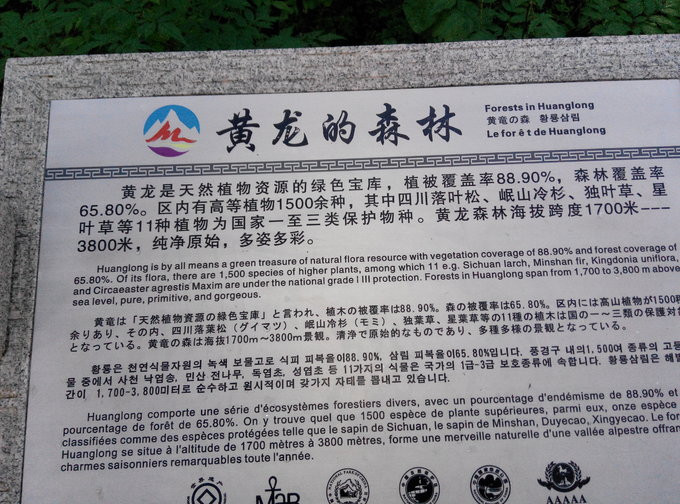 黄龙的森林
Forests in Huanglong
黄竜の森 황룡삼림
Le forêt de Huanglong
黄龙是天然植物资源的绿色宝库，植被覆盖率88.90%，森林覆盖率
65.80%。区内有高等植物1500余种，其中四川落叶松、岷山冷杉、独叶草、星
叶草等11种植物为国家一至三类保护物种。黄龙森林海拔跨度1700米---
3800米，纯净原始，多姿多彩。
Huanglong is by all means a green treasure of natural flora resource with vegetation coverage of 88.90% and forest coverage of
65.80%. Of its flora, there are 1,500 species of higher plants, among which 11 e.g. Sichuan larch, Minshan fir, Kingdonia uniflora,
and Circaeaster agrestis Maxim are under the national grade I III protection. Forests in Huanglong span from 1,700 to 3,800 m above
sea level, pure, primitive, and gorgeous.
黄竜は「天然植物資源の緑色宝庫」と言われ、植木の被覆率は88.90%。森の被覆率は65.80%。区内には高山植物が1500種
余りあり、その内、四川落葉松（グイマツ）、岷山冷杉（モミ）、独葉草、星葉草等の11種の植木は国の一～三類の保護対
となっている。黄竜の森は海抜1700m～3800m景観。清浄で原始的なものであり、多種多様の景観となっている。
황룡은 천연식물자원의 녹색 보물고로 식피 피복율이88.90%, 삼림 피복율이65.80%입니다. 풍경구 내의1,500여 종류의 고등
물 중에서 사천 낙엽송, 민산 전나무, 독엽초, 성엽초 등 11가지의 식물은 국가의 1급-3급 보호종류에 속합니다. 황룡삼림은 해발
간이 1,700-3,800미터로 순수하고 원시적이며 갖가지 자태를 뽐내고 있습니다.
Huanglong comporte une série d'écosystèmes forestiers divers, avec un pourcentage d'endémisme de 88.90% et
pourcentage de forêt de 65.80%. On y trouve quel que 1500 espèce de plante supérieures, parmi eux, onze espèce
classifiées comme des espèces protégées telle que le sapin de Sichuan, le sapin de Minshan, Duyecao, Xingyecao. Le for
Huanglong se situe à l'altitude de 1700 mètres à 3800 mètres, forme une merveille naturelle d'une vallée alpestre offran
charmes saisonniers remarquables toute l'année.
AAAAA